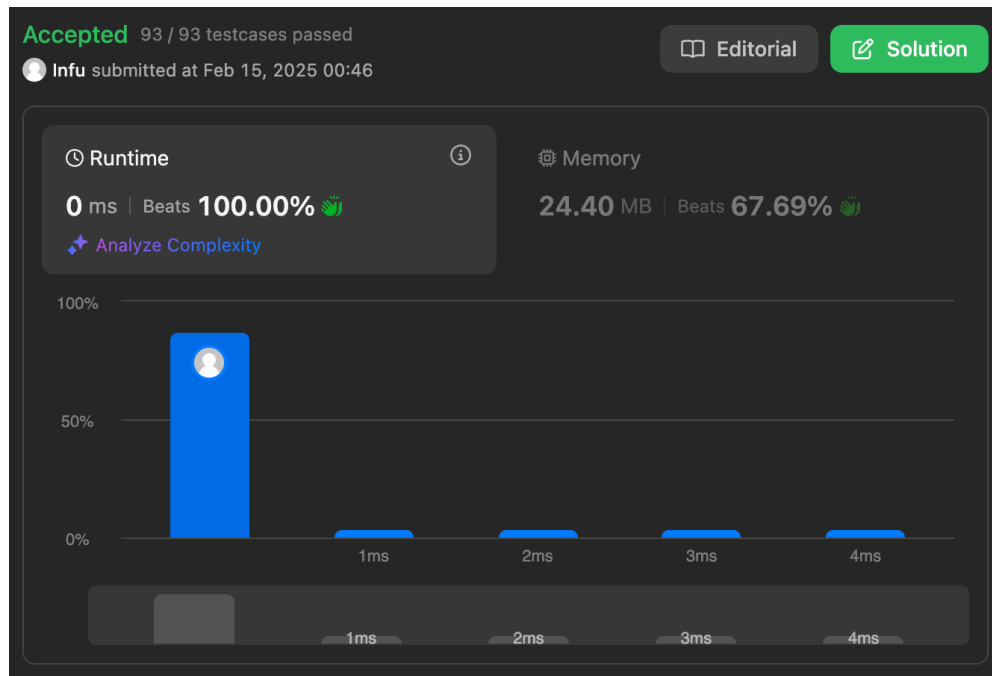 Accepted 93 / 93 testcases passed
Editorial
Solution
Infu submitted at Feb 15, 2025 00:46
Runtime
0 ms | Beats 100.00%
Analyze Complexity
Memory
24.40 MB | Beats 67.69%
100%
50%
0%
1ms 2ms 3ms 4ms
1ms 2ms 3ms 4ms